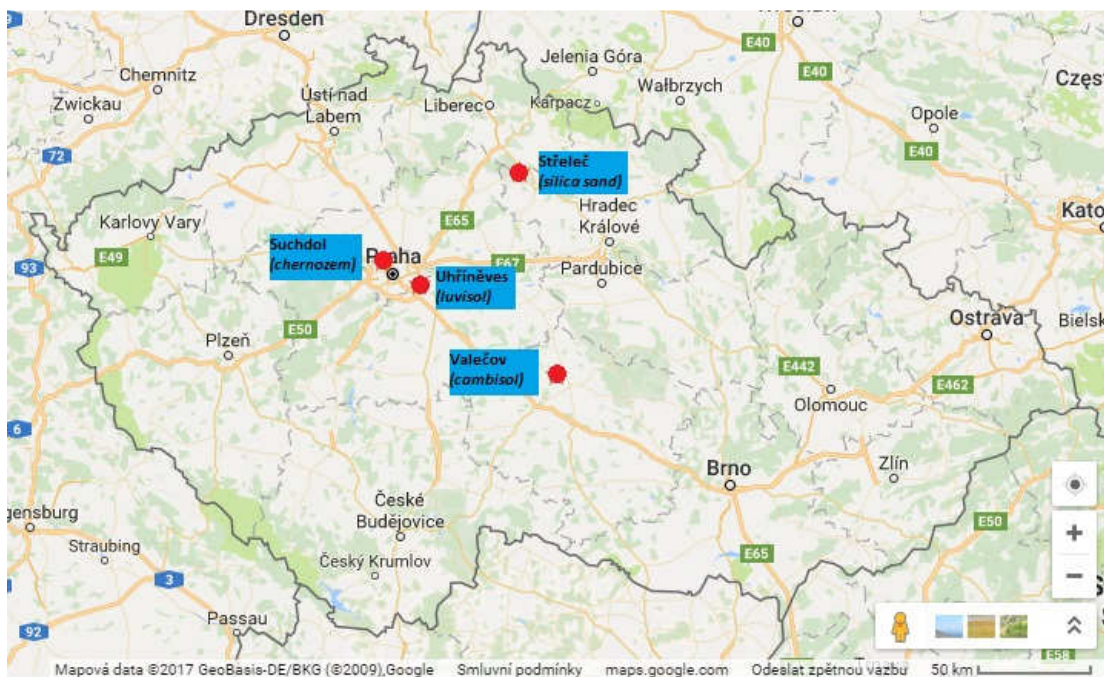 Dresden
E40
Jelenia Góra
Chemnitz
E40
Wałbrzych
Zwickau
Ústí nad
Labem
Liberec
Karpacz
Opole
72
E40
Střeleč
(silica sand)
Hradec
Králové
Karlovy Vary
E65
E49
Suchdol
(chernozem)
E67
93
Uhříněves
(luvisol)
Pardubice
E50
Plzeň
Ostrava
Valečov
(cambisol)
E442
E462
Olomouc
6
Brno
Zlín
České
Budějovice
E50
Straubing
Český Krumlov
E65
3
Passau
92
E58
Mapová data ©2017 GeoBasis-DE/BKG (©2009),Google Smluvní podmínky maps.google.com Odeslat zpětnou vazbu 50 km